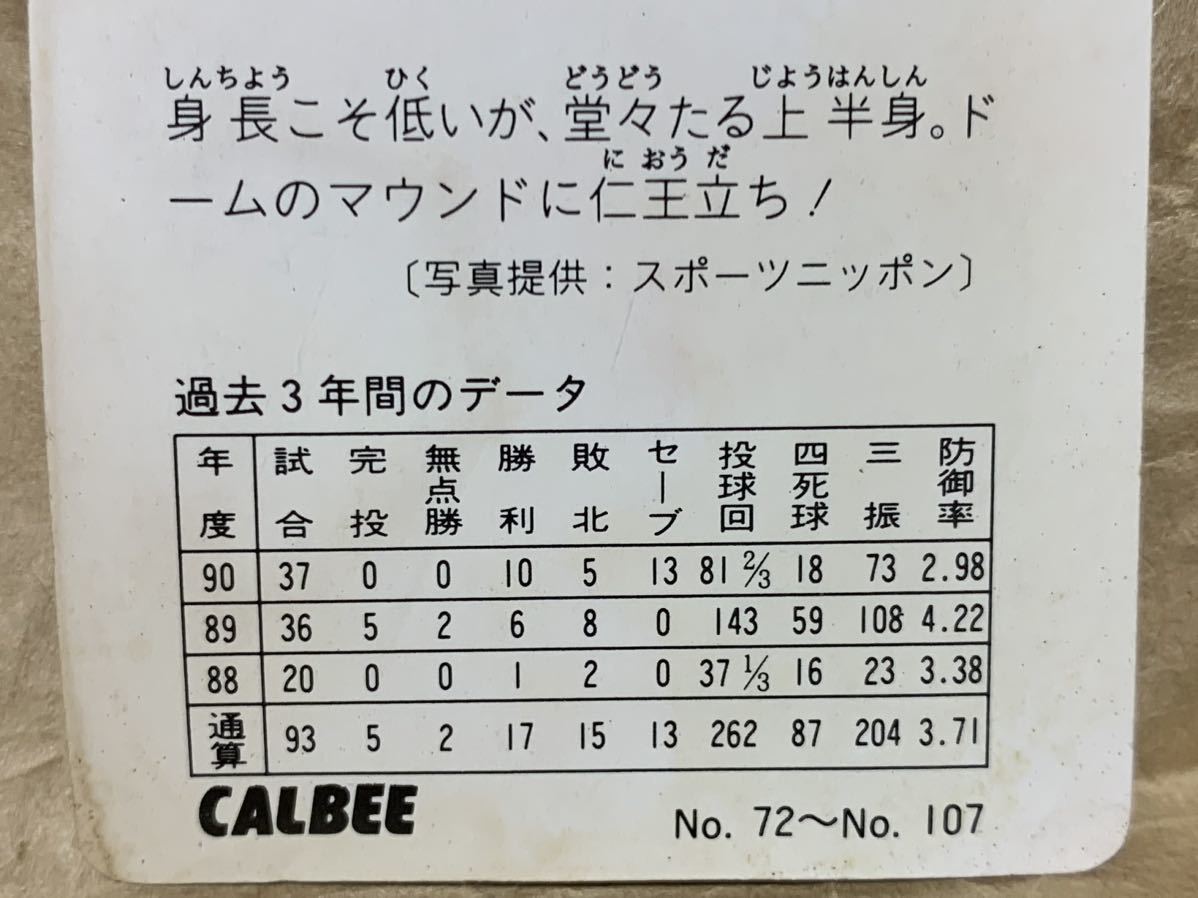 しんちよう ひく どうどう じようはんしん
身長こそ低いが、堂々たる上半身。ド
に おう だ
ームのマウンドに仁王立ち！
〔写真提供：スポーツニッポン〕
過去3年間のデータ
年度 試合 完投 無点勝 勝利 敗北 セーブ 投球回 四死球 三振 防御率
90 37 0 0 10 5 13 81 2/3 18 73 2.98
89 36 5 2 6 8 0 143 59 108 4.22
88 20 0 0 1 2 0 37 1/3 16 23 3.38
通算 93 5 2 17 15 13 262 87 204 3.71
CALBEE No. 72〜No. 107